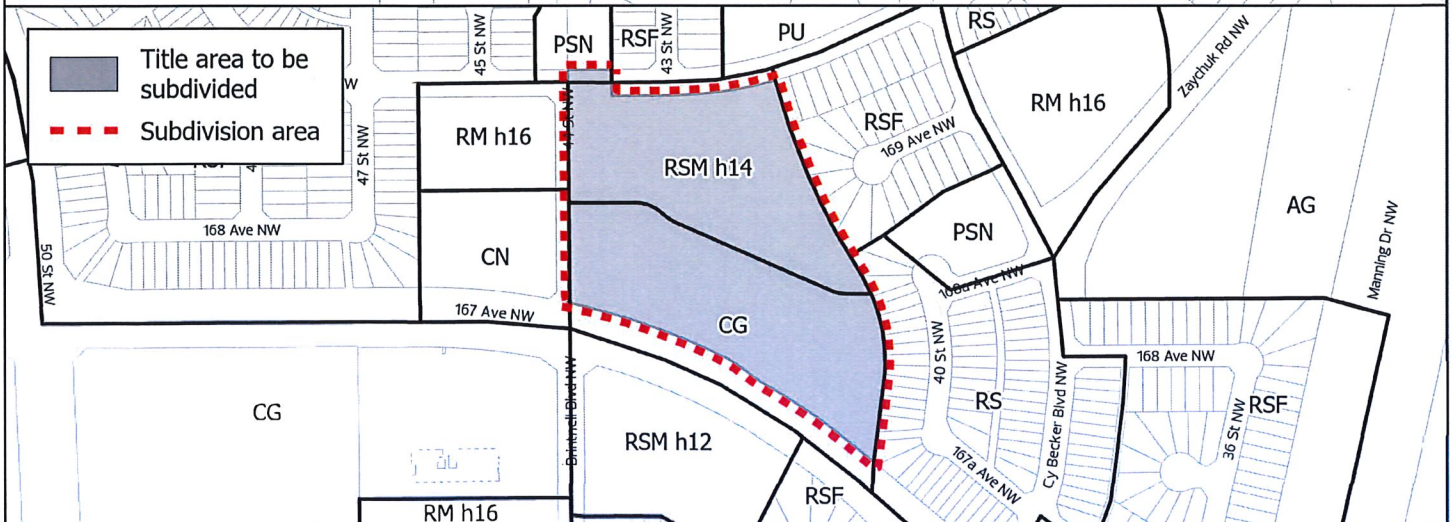 Title area to be
subdivided
Subdivision area
45 St NW
PSN
RSF
43 St NW
PU
RS
Zaychuk Rd NW
W
47 St NW
RM h16
RSM h14
RSF
169 Ave NW
RM h16
AG
168 Ave NW
CN
PSN
50 St NW
167 Ave NW
CG
40 St NW
RS
Cy Becker Blvd NW
168 Ave NW
36 St NW
RSF
Manning Dr NW
CG
Brintnell Blvd NW
RSM h12
RSF
167a Ave NW
RM h16